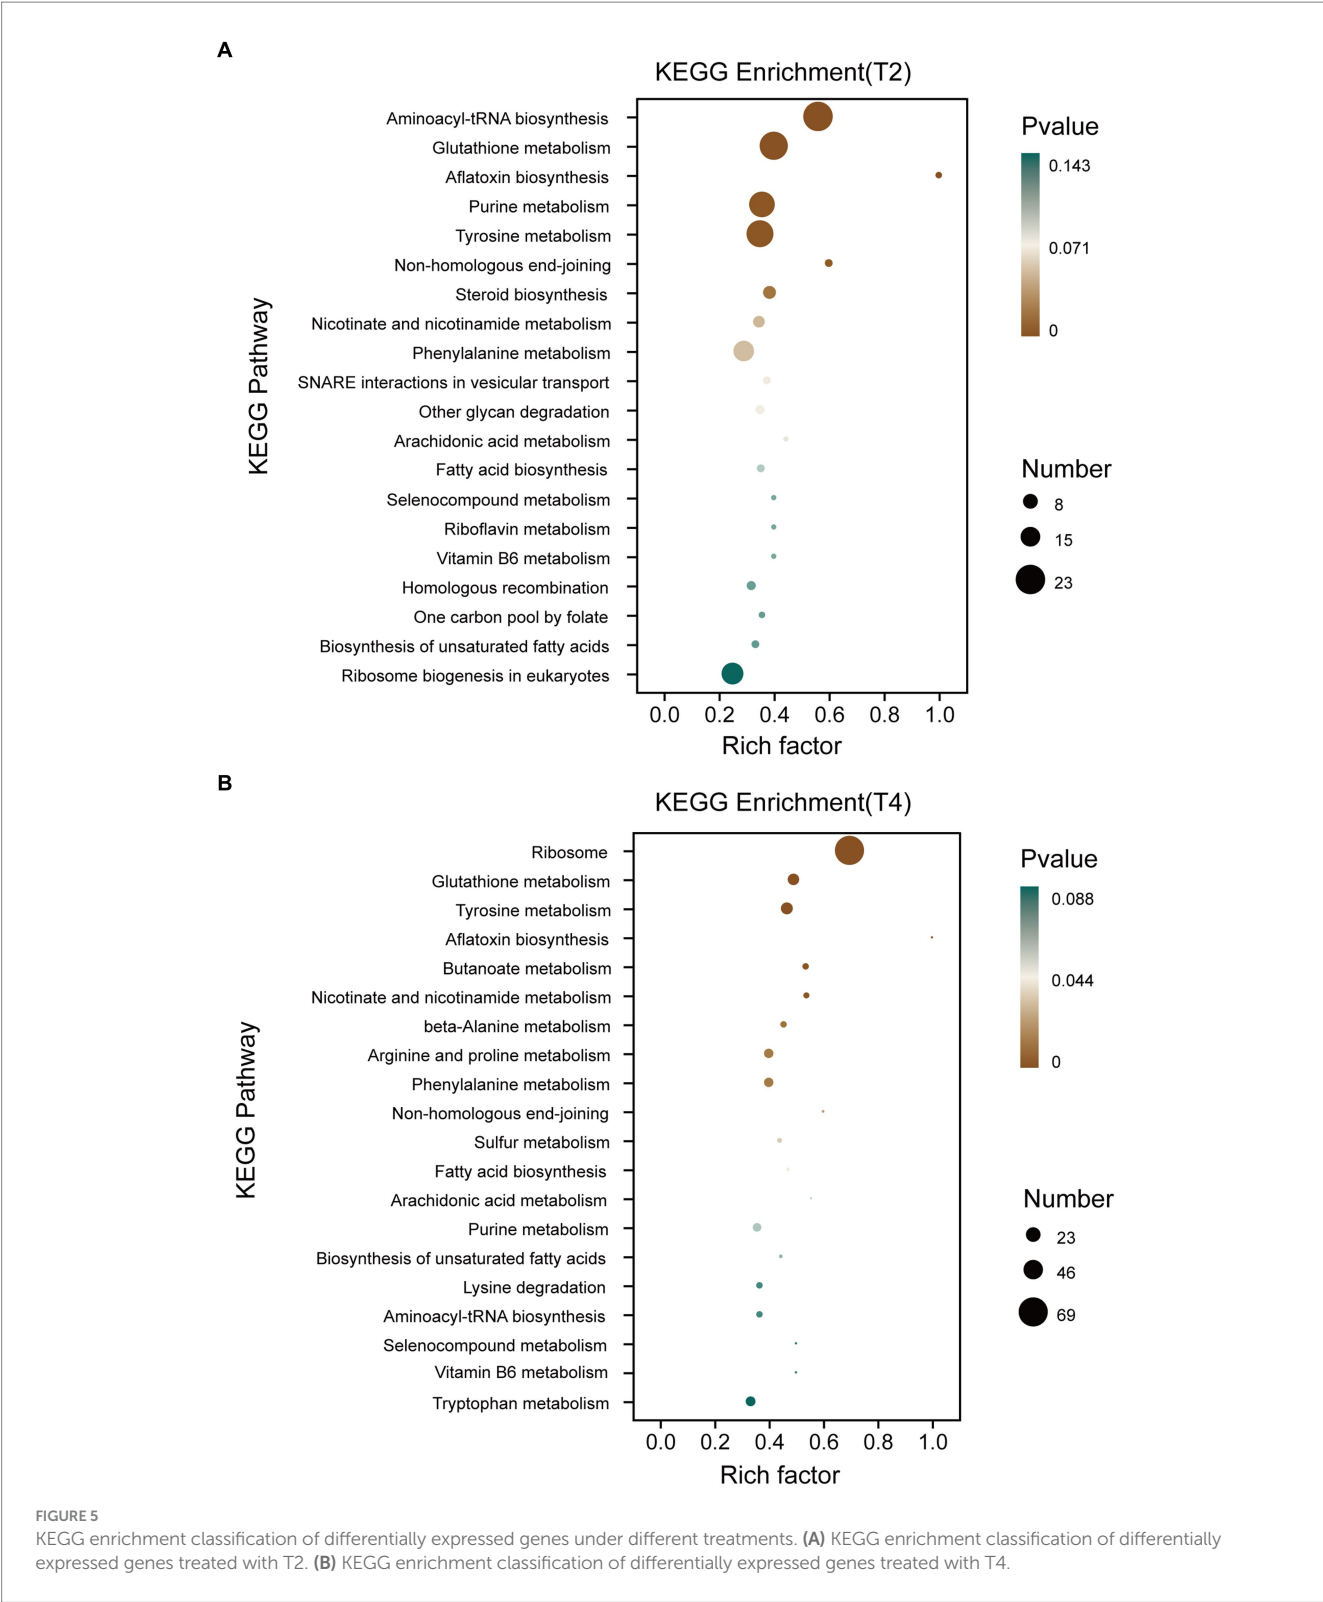 A
KEGG Enrichment(T2)
KEGG Pathway
Aminoacyl-tRNA biosynthesis
Glutathione metabolism
Aflatoxin biosynthesis
Purine metabolism
Tyrosine metabolism
Non-homologous end-joining
Steroid biosynthesis
Nicotinate and nicotinamide metabolism
Phenylalanine metabolism
SNARE interactions in vesicular transport
Other glycan degradation
Arachidonic acid metabolism
Fatty acid biosynthesis
Selenocompound metabolism
Riboflavin metabolism
Vitamin B6 metabolism
Homologous recombination
One carbon pool by folate
Biosynthesis of unsaturated fatty acids
Ribosome biogenesis in eukaryotes
0.0 0.2 0.4 0.6 0.8 1.0
Rich factor
Pvalue
0.143
0.071
0
Number
8
15
23
B
KEGG Enrichment(T4)
KEGG Pathway
Ribosome
Glutathione metabolism
Tyrosine metabolism
Aflatoxin biosynthesis
Butanoate metabolism
Nicotinate and nicotinamide metabolism
beta-Alanine metabolism
Arginine and proline metabolism
Phenylalanine metabolism
Non-homologous end-joining
Sulfur metabolism
Fatty acid biosynthesis
Arachidonic acid metabolism
Purine metabolism
Biosynthesis of unsaturated fatty acids
Lysine degradation
Aminoacyl-tRNA biosynthesis
Selenocompound metabolism
Vitamin B6 metabolism
Tryptophan metabolism
0.0 0.2 0.4 0.6 0.8 1.0
Rich factor
Pvalue
0.088
0.044
0
Number
23
46
69
FIGURE 5
KEGG enrichment classification of differentially expressed genes under different treatments. (A) KEGG enrichment classification of differentially
expressed genes treated with T2. (B) KEGG enrichment classification of differentially expressed genes treated with T4.